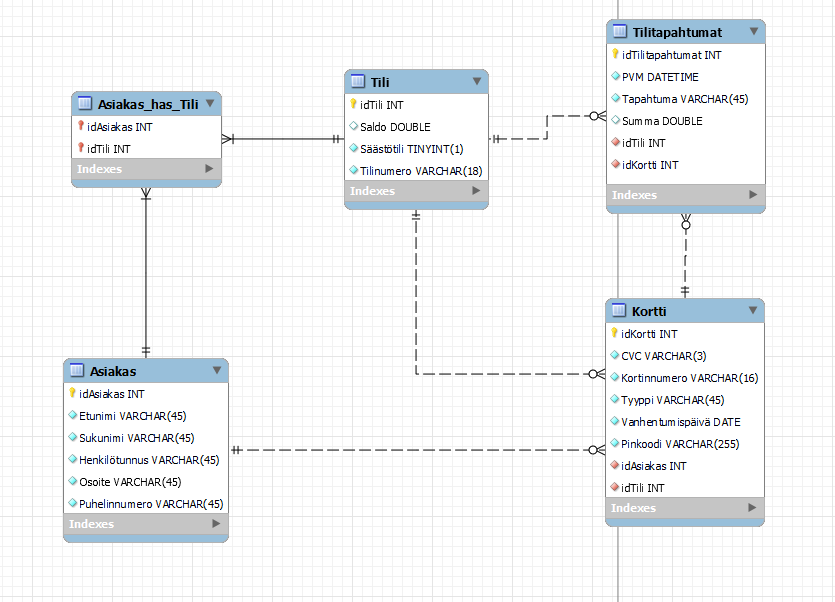 Asiakas_has_Tili
idAsiakas INT
idTili INT
Indexes
Tili
idTili INT
Saldo DOUBLE
Säästötili TINYINT(1)
Tilinumero VARCHAR(18)
Indexes
Tilitapahtumat
idTilitapahtumat INT
PVM DATETIME
Tapahtuma VARCHAR(45)
Summa DOUBLE
idTili INT
idKortti INT
Indexes
Asiakas
idAsiakas INT
Etunimi VARCHAR(45)
Sukunimi VARCHAR(45)
Henkilötunnus VARCHAR(45)
Osoite VARCHAR(45)
Puhelinnumero VARCHAR(45)
Indexes
Kortti
idKortti INT
CVC VARCHAR(3)
Kortinnumero VARCHAR(16)
Tyyppi VARCHAR(45)
Vanhentumispäivä DATE
Pinkoodi VARCHAR(255)
idAsiakas INT
idTili INT
Indexes